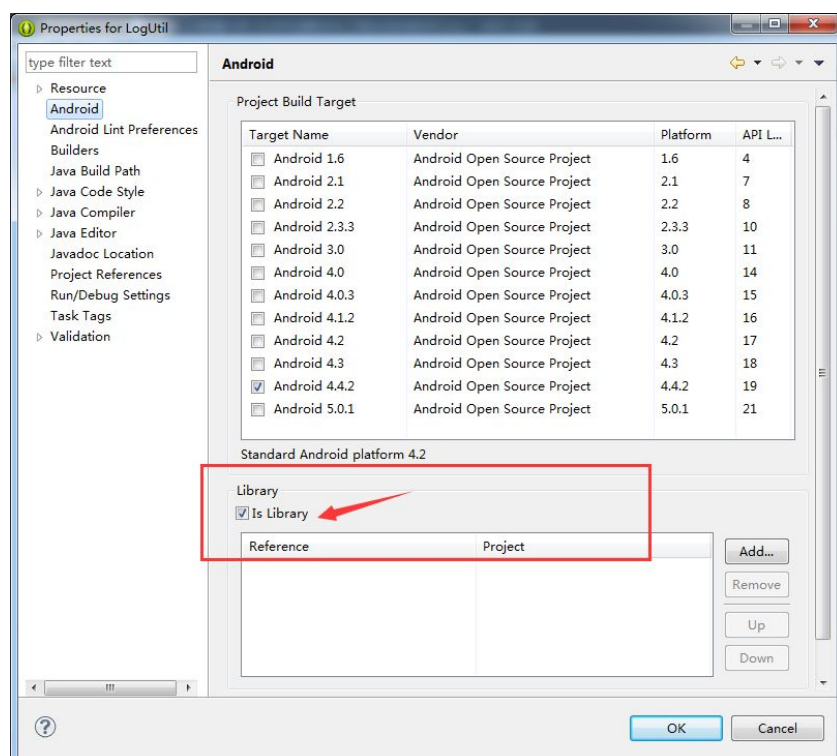 Properties for LogUtil
type filter text
Resource
Android
Android Lint Preferences
Builders
Java Build Path
Java Code Style
Java Compiler
Java Editor
Javadoc Location
Project References
Run/Debug Settings
Task Tags
Validation
Android
Project Build Target
Target Name Vendor Platform API L...
Android 1.6 Android Open Source Project 1.6 4
Android 2.1 Android Open Source Project 2.1 7
Android 2.2 Android Open Source Project 2.2 8
Android 2.3.3 Android Open Source Project 2.3.3 10
Android 3.0 Android Open Source Project 3.0 11
Android 4.0 Android Open Source Project 4.0 14
Android 4.0.3 Android Open Source Project 4.0.3 15
Android 4.1.2 Android Open Source Project 4.1.2 16
Android 4.2 Android Open Source Project 4.2 17
Android 4.3 Android Open Source Project 4.3 18
Android 4.4.2 Android Open Source Project 4.4.2 19
Android 5.0.1 Android Open Source Project 5.0.1 21
Standard Android platform 4.2
Library
Is Library
Reference Project
Add...
Remove
Up
Down
OK Cancel